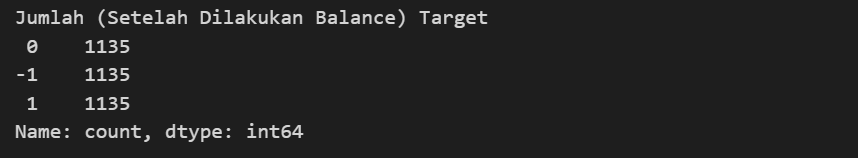 Jumlah (Setelah Dilakukan Balance) Target
 0    1135
-1    1135
 1    1135
Name: count, dtype: int64